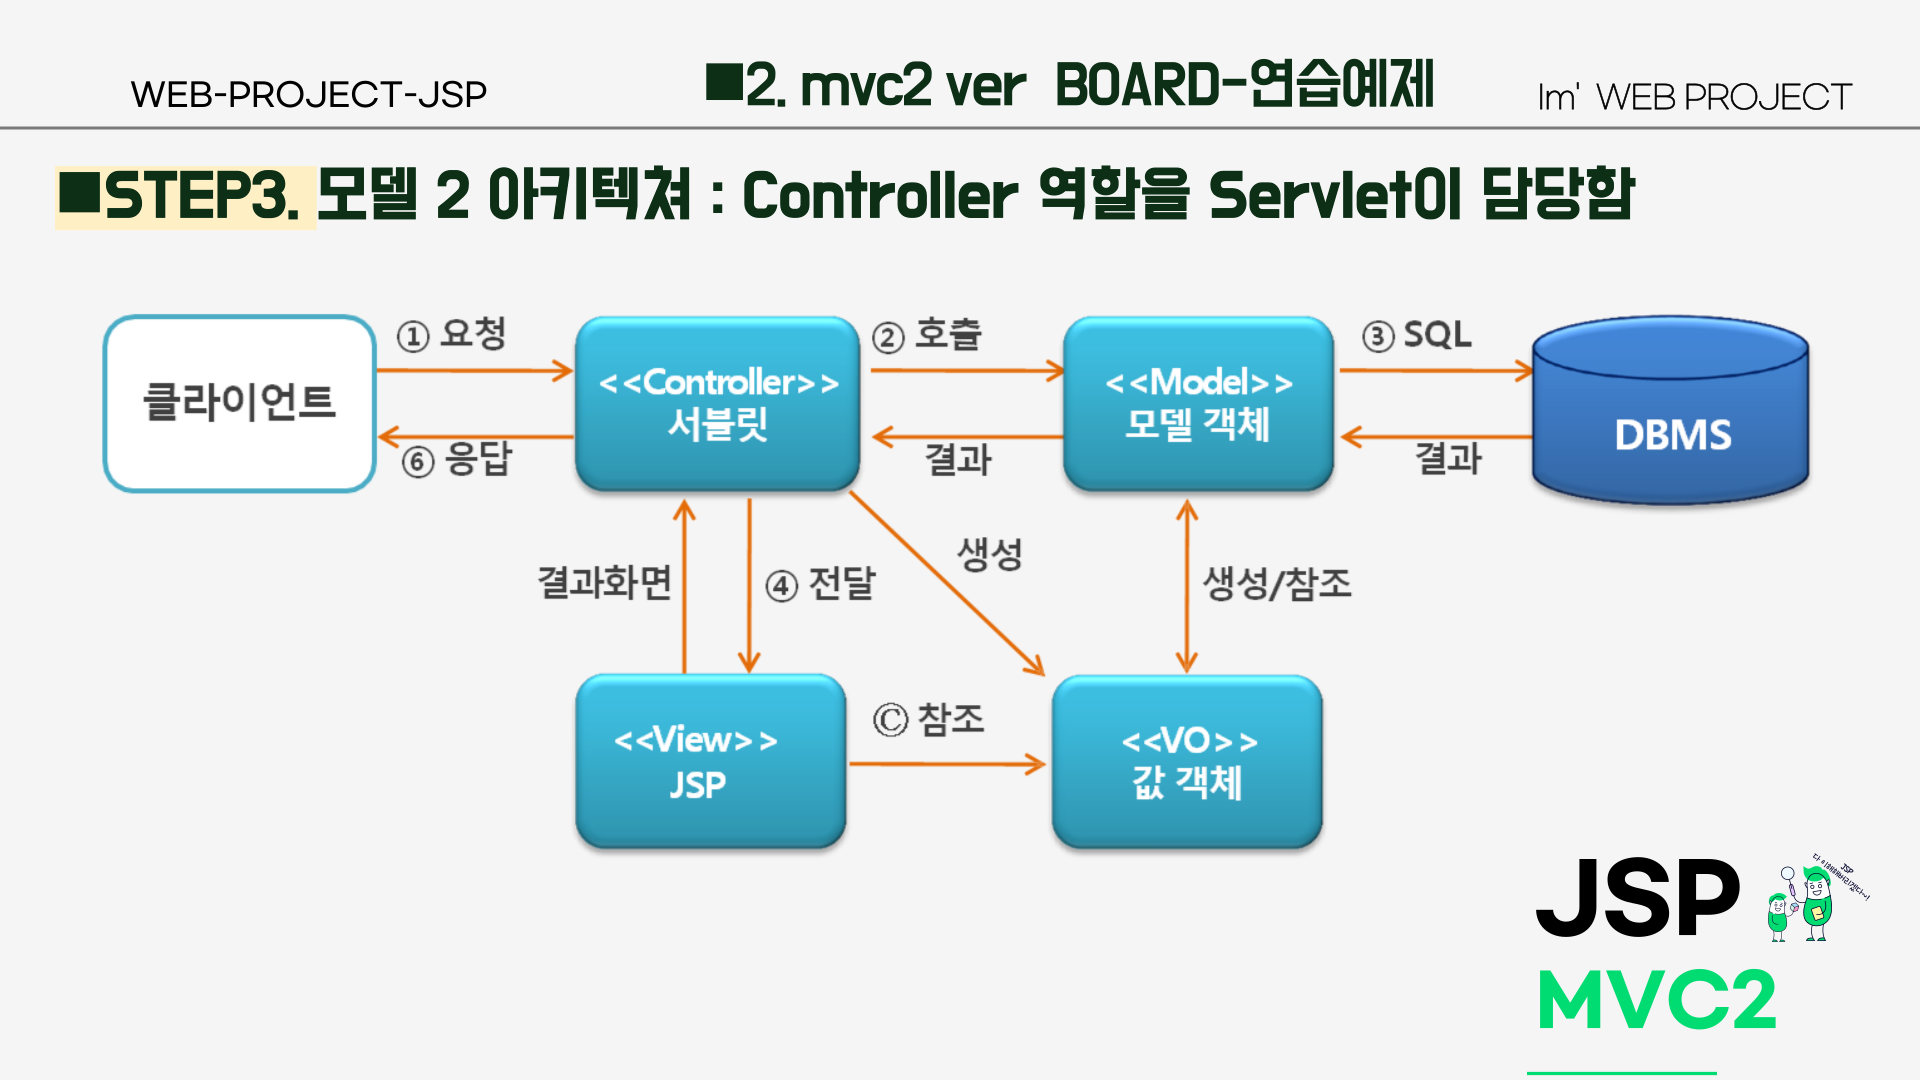 WEB-PROJECT-JSP
■2. mvc2 ver BOARD-연습예제
Im' WEB PROJECT
■STEP3. 모델 2 아키텍쳐 : Controller 역할을 Servlet이 담당함
클라이언트
① 요청
⑥ 응답
<<Controller>>
서블릿
② 호출
결과
<<Model>>
모델 객체
③ SQL
결과
DBMS
결과화면
④ 전달
생성
생성/참조
<<View>>
JSP
Ⓒ 참조
<<VO>>
값 객체
JSP
JSP
MVC2